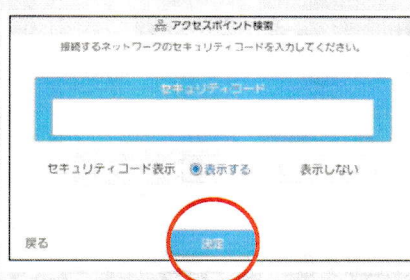 アクセスポイント検索
接続するネットワークのセキュリティコードを入力してください。
セキュリティコード
セキュリティコード表示 表示する 表示しない
戻る 決定